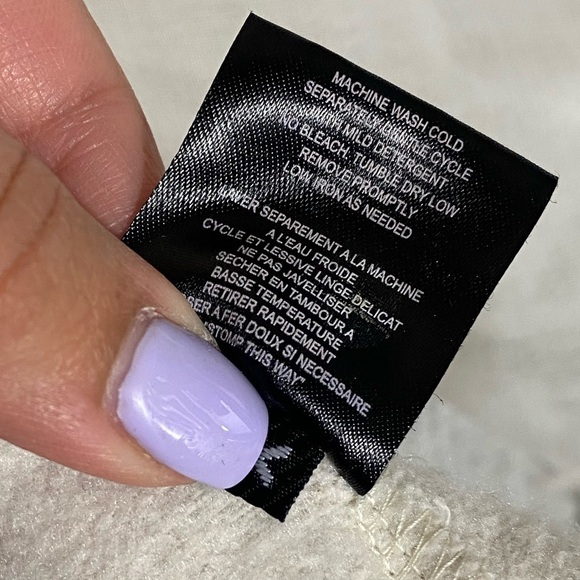 MACHINE WASH COLD
SEPARATELY GENTLE CYCLE
MILD DETERGENT
NO BLEACH, TUMBLE DRY LOW
REMOVE PROMPTLY
LOW IRON AS NEEDED
LAVER SEPAREMENT A LA MACHINE
A L'EAU FROIDE
CYCLE ET LESSIVE LINGE DELICAT
NE PAS JAVELLISER
SECHER EN TAMBOUR A
BASSE TEMPERATURE
RETIRER RAPIDEMENT
SER A FER DOUX SI NECESSAIRE
STOMP THIS WAY"